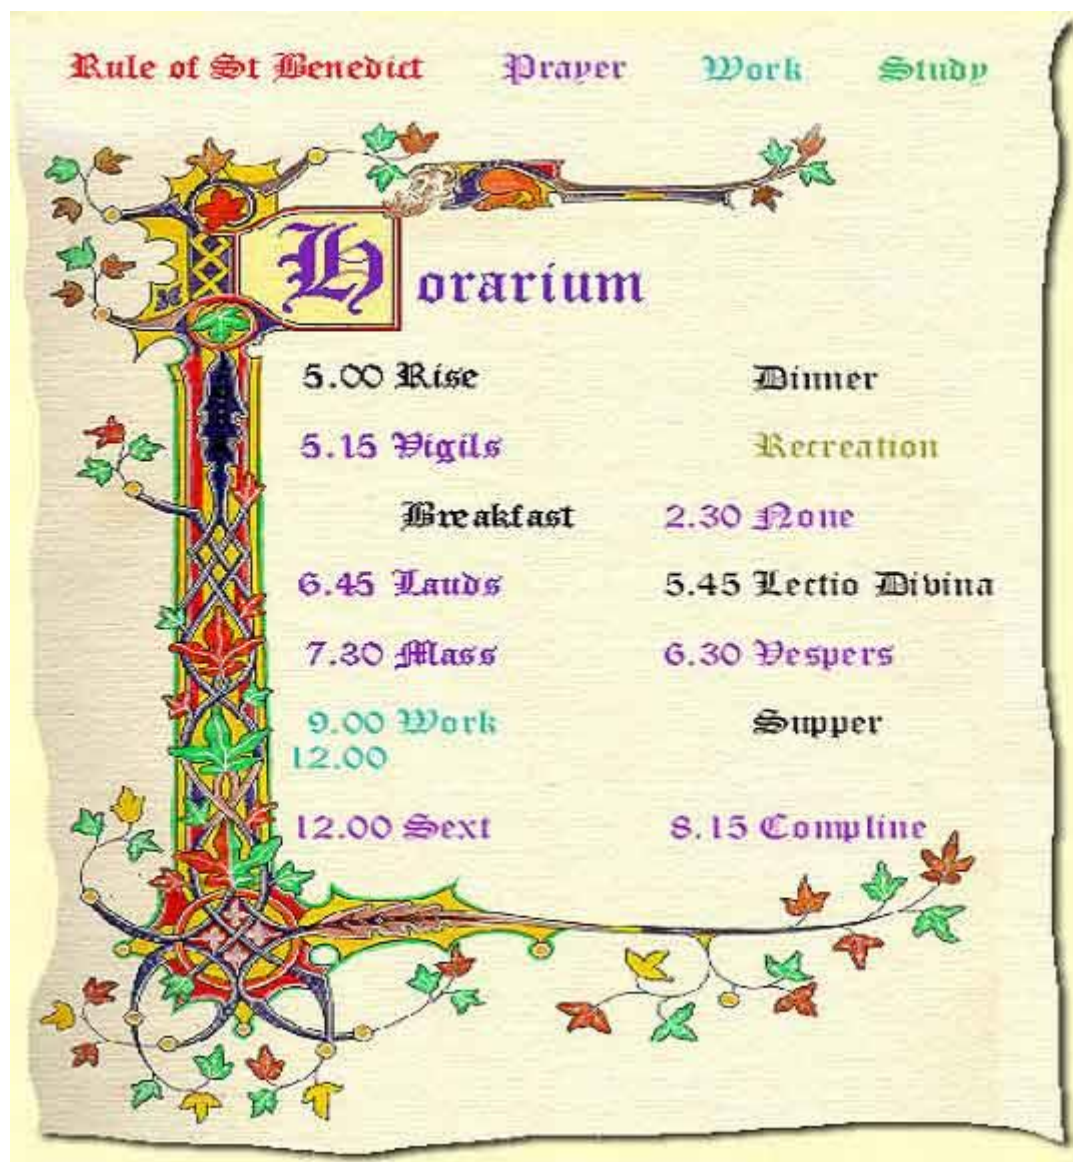 Rule of St Benedict Prayer Work Study
Horarium
5.00 Rise
5.15 Vigils
Breakfast
6.45 Lauds
7.30 Mass
9.00 Work
12.00
12.00 Sext
Dinner
Recreation
2.30 None
5.45 Lectio Divina
6.30 Vespers
Supper
8.15 Compline